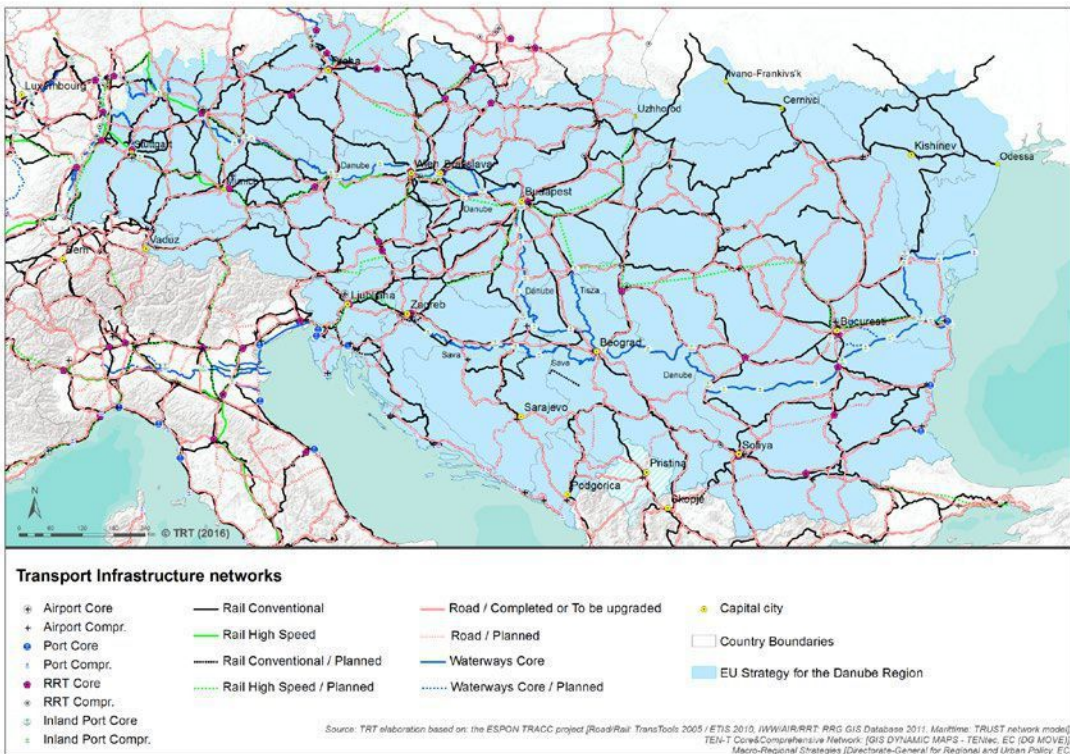 Luxembourg
Praha
Ivano-Frankivs'k
Uzhhorod
Cernivci
Kishinev
Odessa
Stuttgart
Danube
Wien
Bratislava
Munich
Budapest
Danube
Bern
Vaduz
Ljubljana
Zagreb
Danube
Tisza
Bucuresti
Sava
Beograd
Sava
Danube
Sarajevo
Sofiya
Pristina
Podgorica
Skopje
N
© TRT (2016)
Transport Infrastructure networks
Airport Core
Airport Compr.
Port Core
Port Compr.
RRT Core
RRT Compr.
Inland Port Core
Inland Port Compr.
Rail Conventional
Rail High Speed
Rail Conventional / Planned
Rail High Speed / Planned
Road / Completed or To be upgraded
Road / Planned
Waterways Core
Waterways Core / Planned
Capital city
Country Boundaries
EU Strategy for the Danube Region
Source: TRT elaboration based on: the ESPON TRACC project [Road/Rail: TransTools 2005 / ETIS 2010, IWW/AIR/RRT: RRG GIS Database 2011, Maritime: TRUST network model]
TEN-T Core&Comprehensive Network: [GIS DYNAMIC MAPS - TENtec, EC (DG MOVE)]
Macro-Regional Strategies [Directorate-General for Regional and Urban Policy, EC]